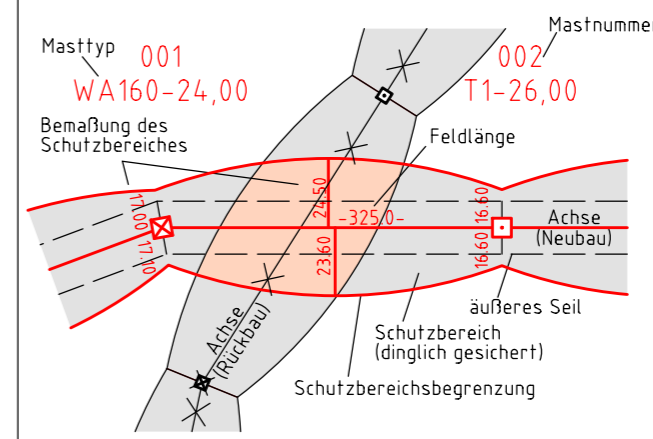 Mastnummer
Masttyp
001
002
WA160-24,00
T1-26,00
Bemaßung des
Schutzbereiches
Feldlänge
17.00
24.50
-325.0-
16.60
Achse
(Neubau)
17.10
23.60
16.60
äußeres Seil
Achse
(Rückbau)
Schutzbereich
(dinglich gesichert)
Schutzbereichsbegrenzung